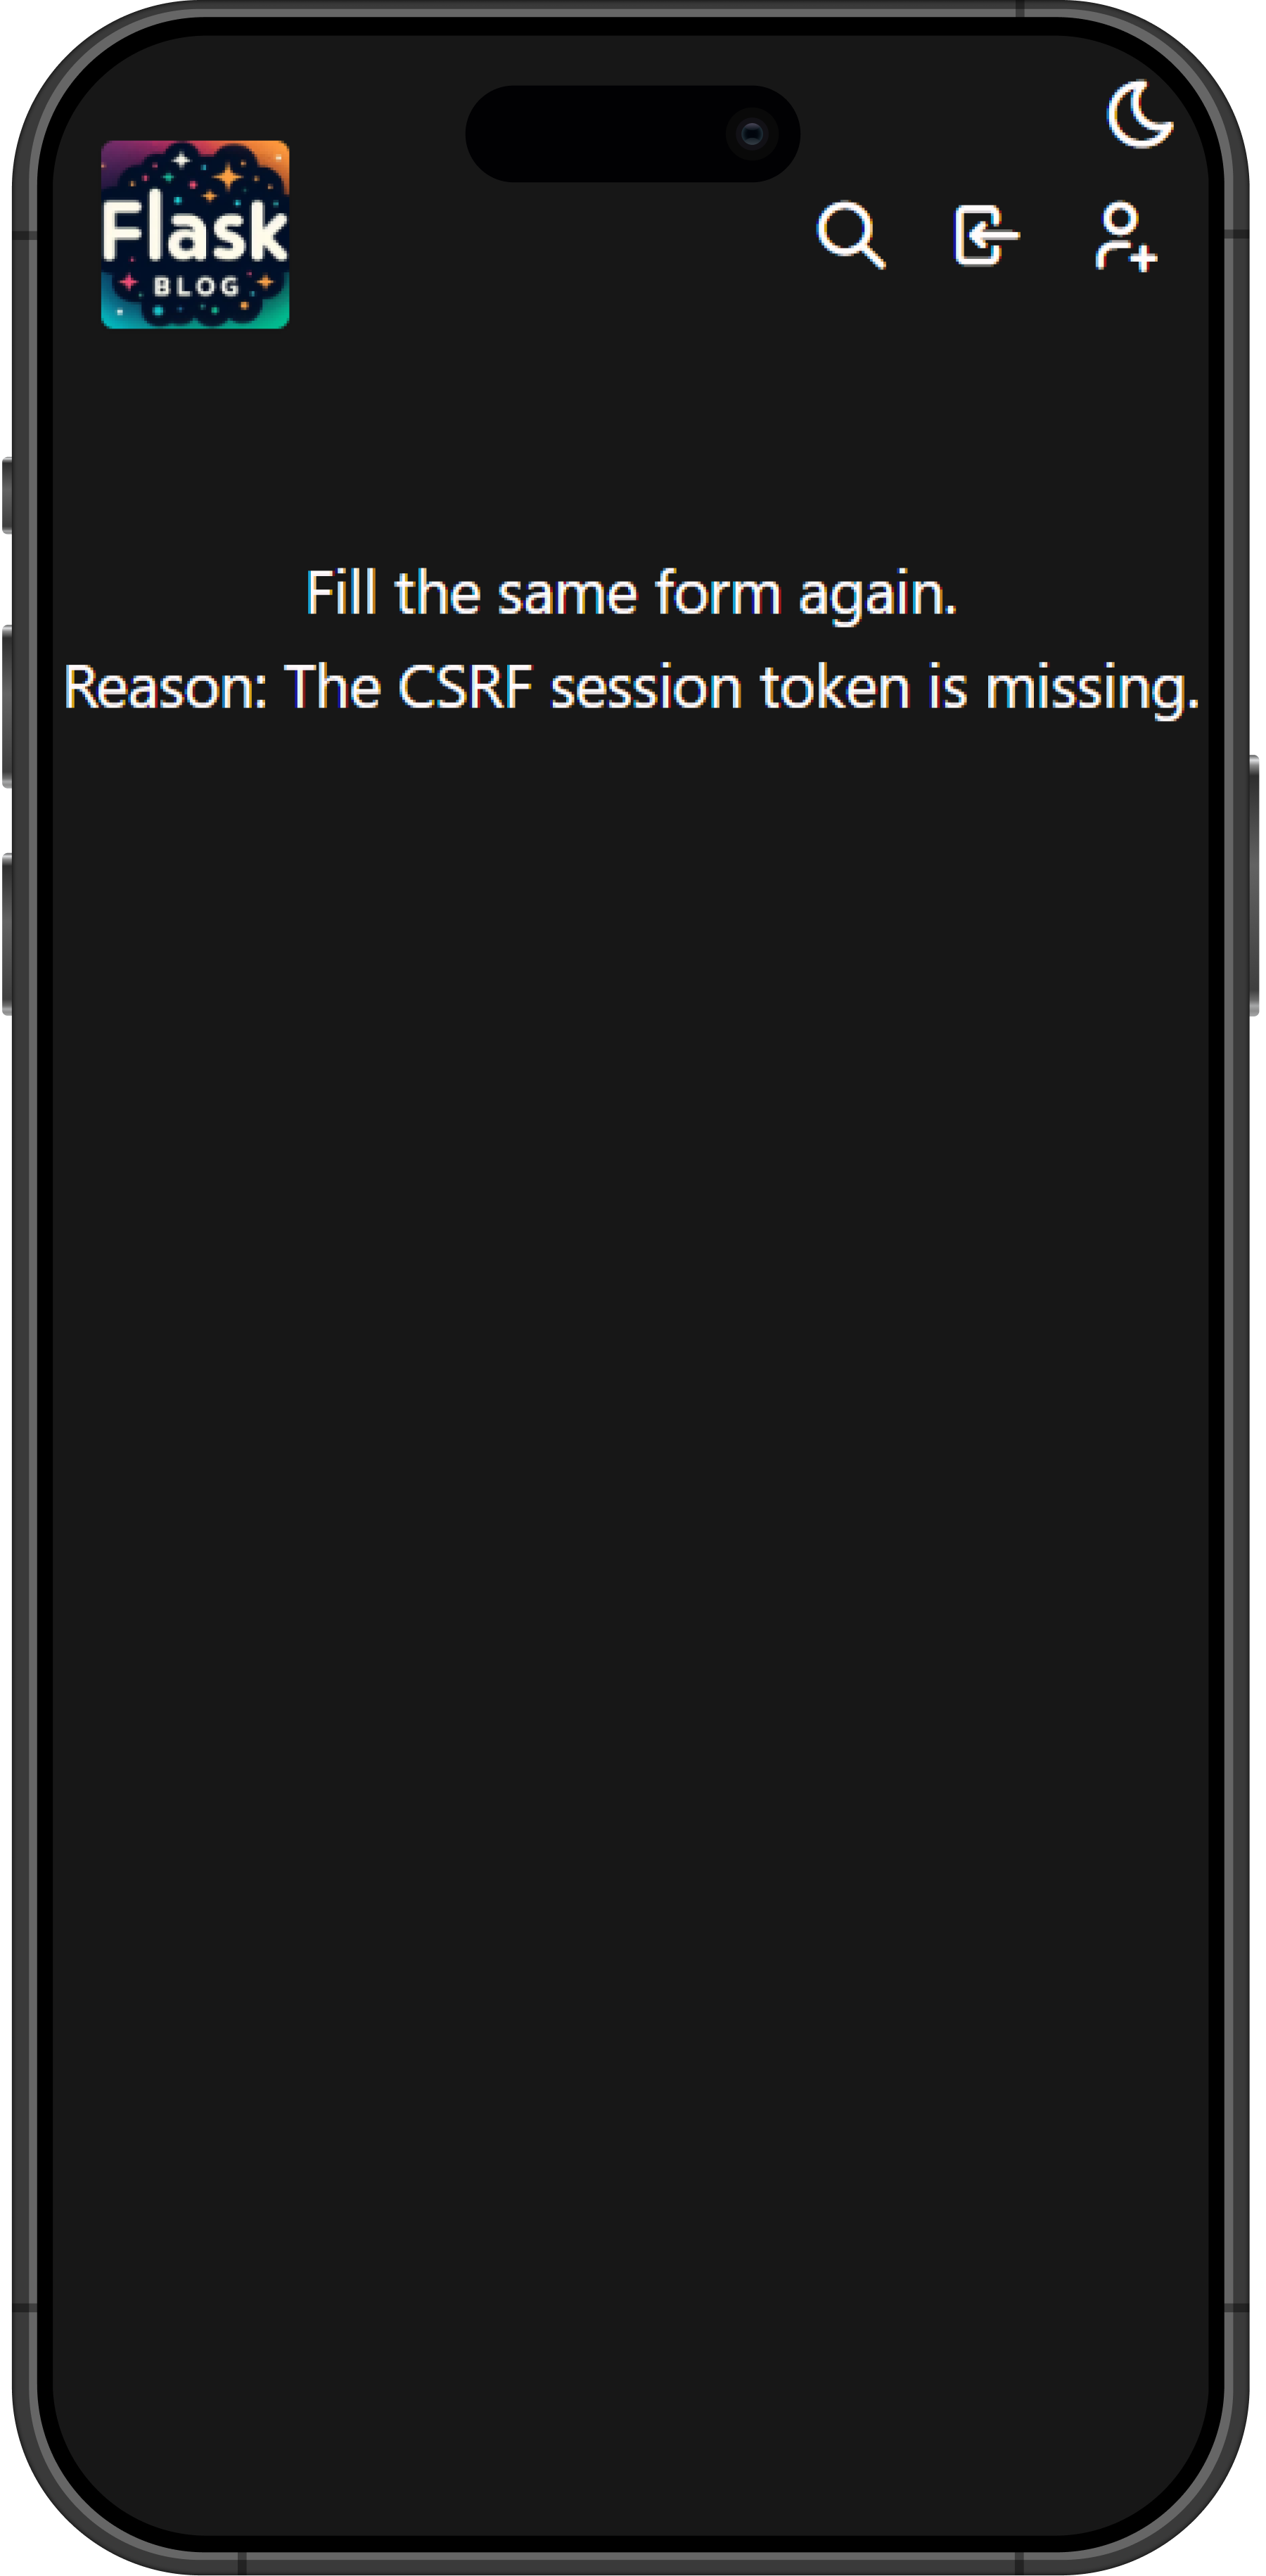 Flask
BLOG
Fill the same form again.
Reason: The CSRF session token is missing.